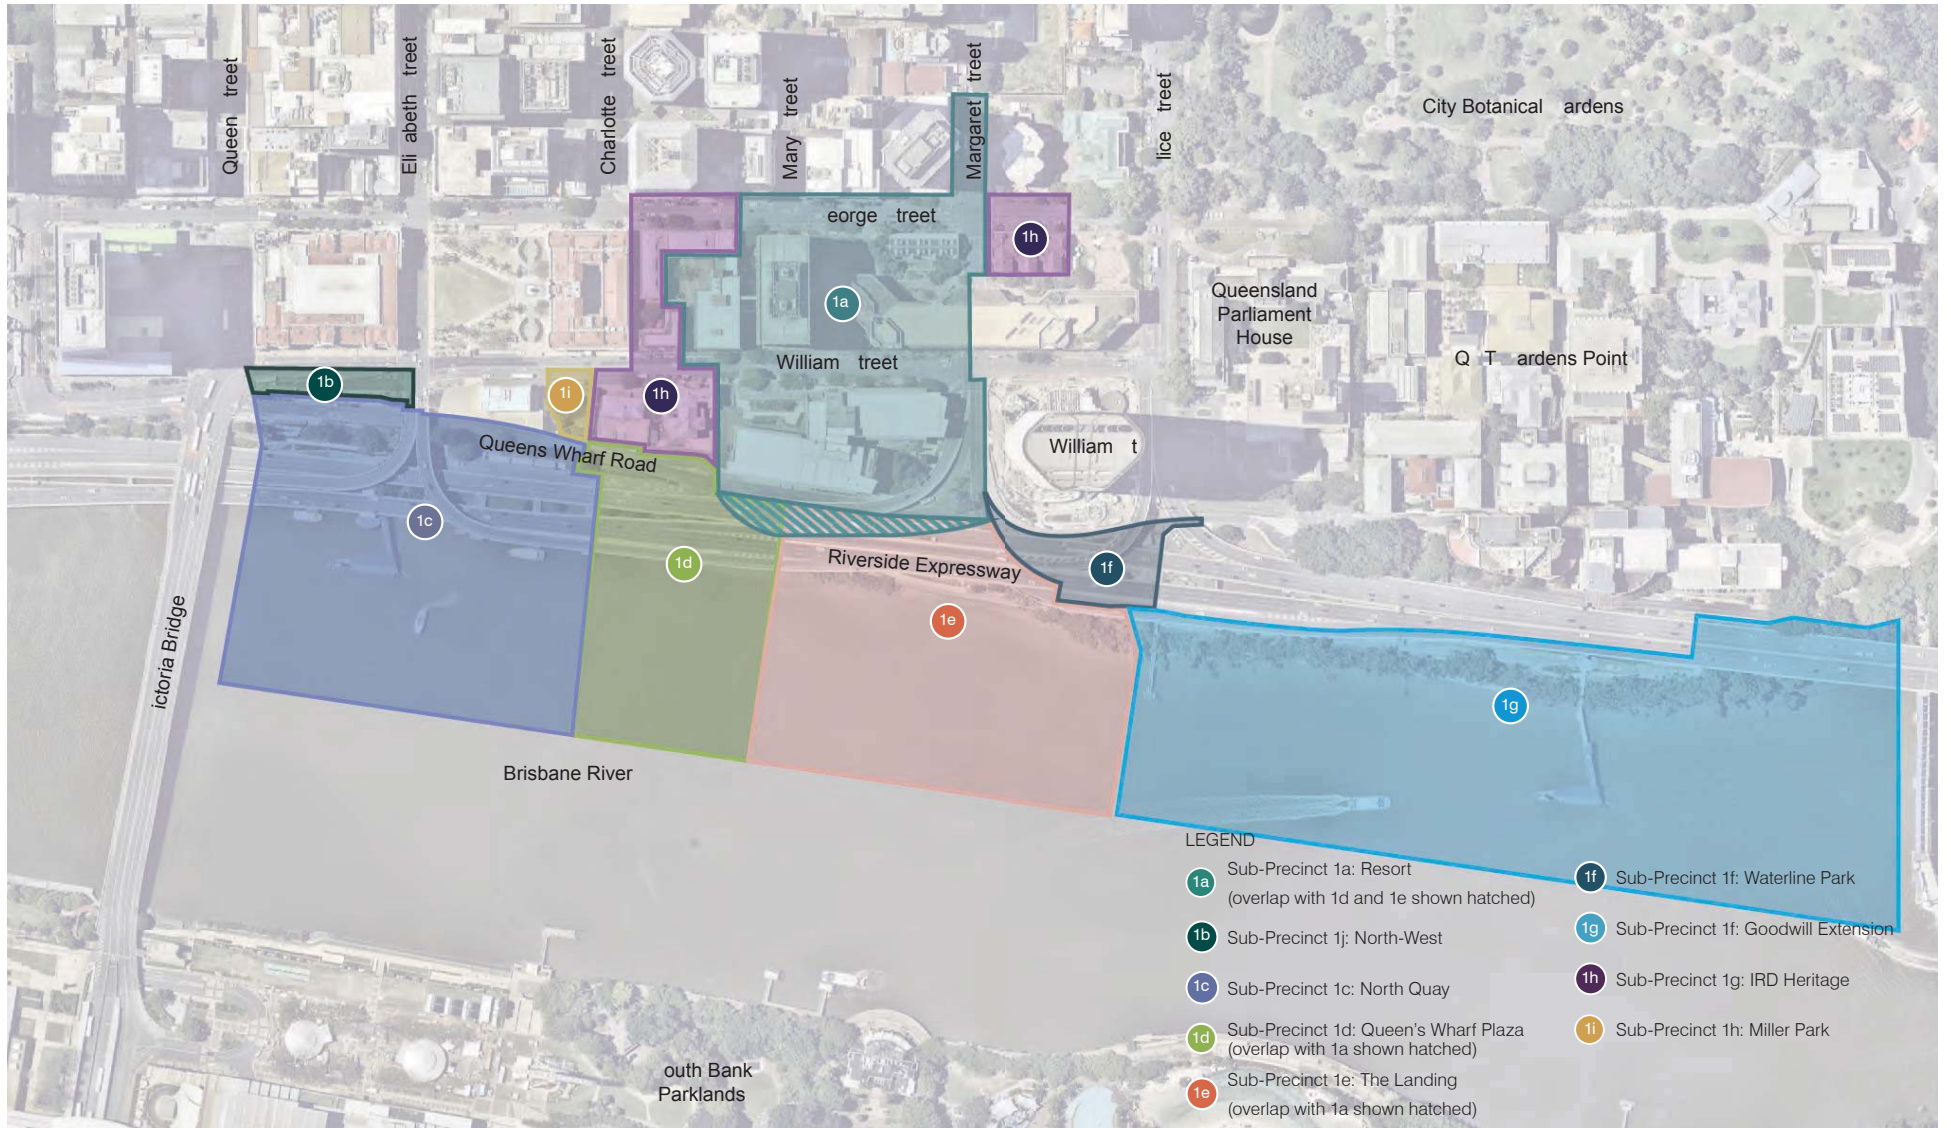 Queen treet
Eli abeth treet
Charlotte treet
Mary treet
Margaret treet
lice treet
City Botanical ardens
eorge treet
1h
1a
Queensland
Parliament
House
William treet
Q T ardens Point
1b
1i
1h
Queens Wharf Road
William t
1c
1d
Riverside Expressway
1f
1e
ictoria Bridge
1g
Brisbane River
outh Bank
Parklands
LEGEND
1a Sub-Precinct 1a: Resort
(overlap with 1d and 1e shown hatched)
1b Sub-Precinct 1j: North-West
1c Sub-Precinct 1c: North Quay
1d Sub-Precinct 1d: Queen's Wharf Plaza
(overlap with 1a shown hatched)
1e Sub-Precinct 1e: The Landing
(overlap with 1a shown hatched)
1f Sub-Precinct 1f: Waterline Park
1g Sub-Precinct 1f: Goodwill Extension
1h Sub-Precinct 1g: IRD Heritage
1i Sub-Precinct 1h: Miller Park